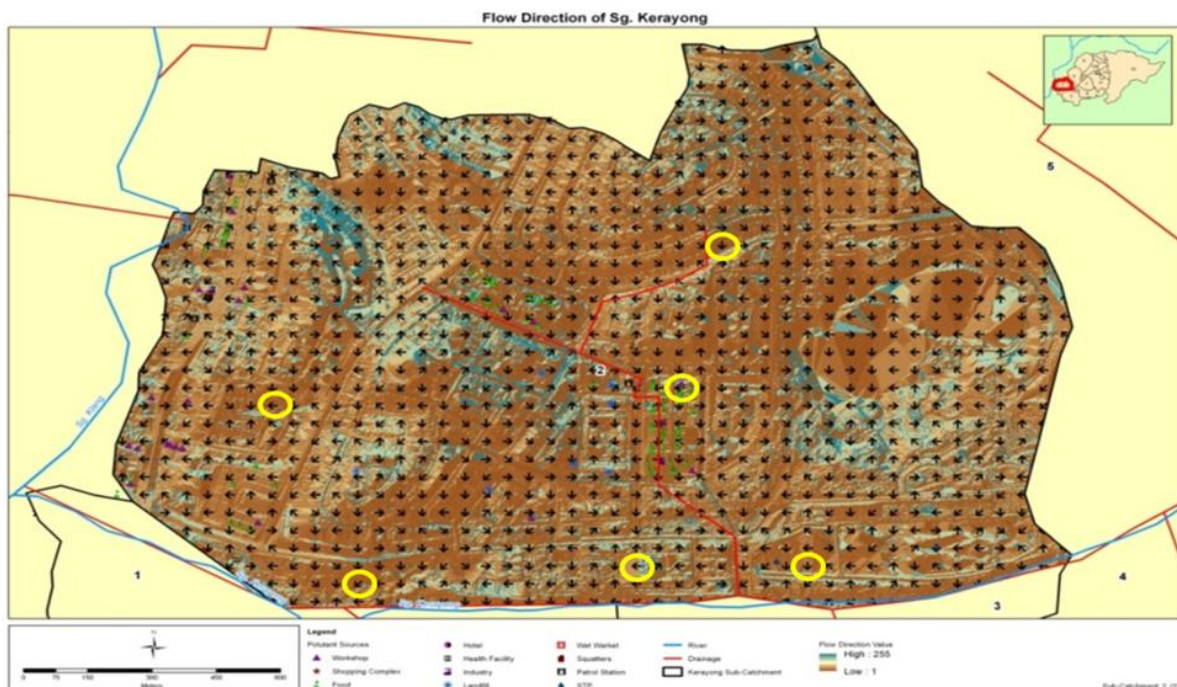 Flow Direction of Sg. Kerayong
5
2
Sg. Klang
1
4
3
Legend
Polutant Sources
Workshop
Shopping Complex
Food
Hotel
Health Facility
Industry
Landfill
Wet Market
Squatters
Patrol Station
STP
River
Drainage
Kerayong Sub-Catchment
Flow Direction Value
High : 255
Low : 1
N
0 75 150 300 450 600
Meters